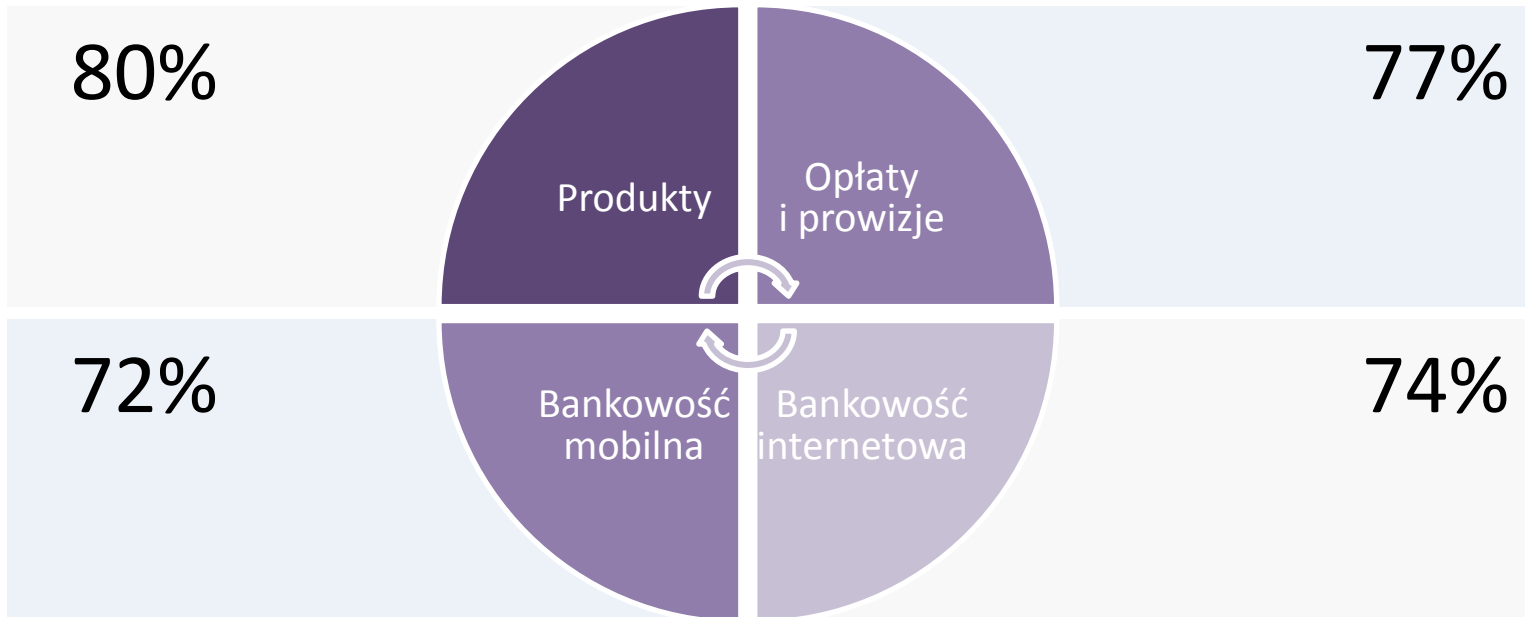 80%
Produkty
Opłaty
i prowizje
77%
72%
Bankowość
mobilna
Bankowość
internetowa
74%